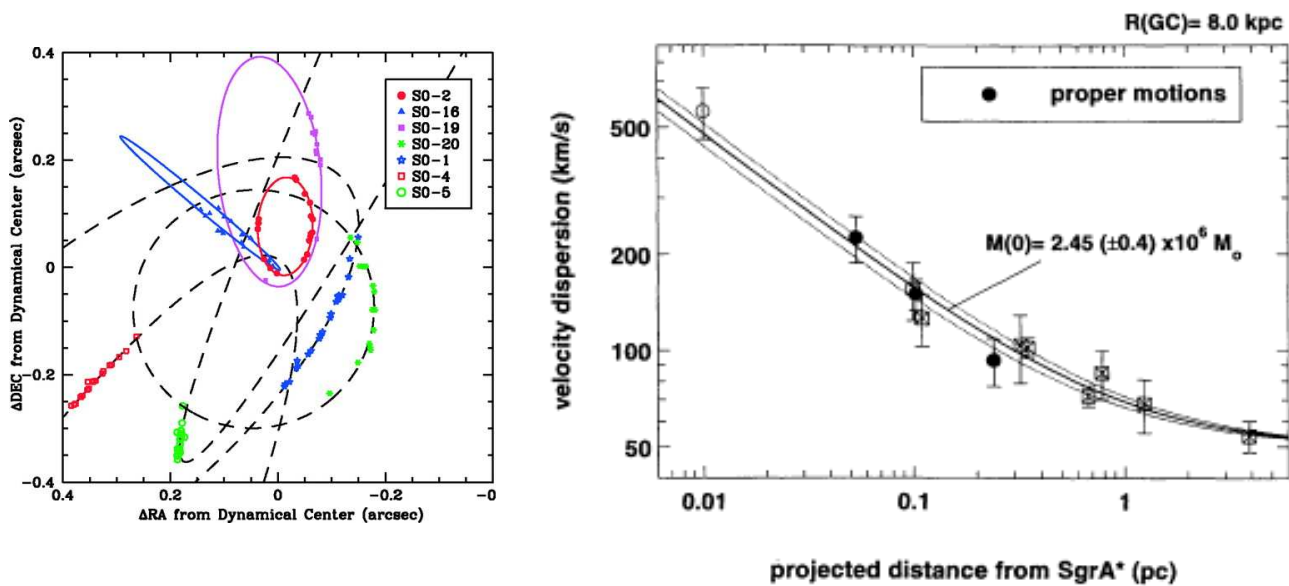 0.4
0.2
0
−0.2
−0.4
0.4
0.2
0
-0.2
-0
ΔDEC from Dynamical Center (arcsec)
ΔRA from Dynamical Center (arcsec)
S0-2
S0-16
S0-19
S0-20
S0-1
S0-4
S0-5
R(GC)= 8.0 kpc
proper motions
M(0)= 2.45 (±0.4) x10⁶ M₀
velocity dispersion (km/s)
500
200
100
50
0.01
0.1
1
projected distance from SgrA* (pc)